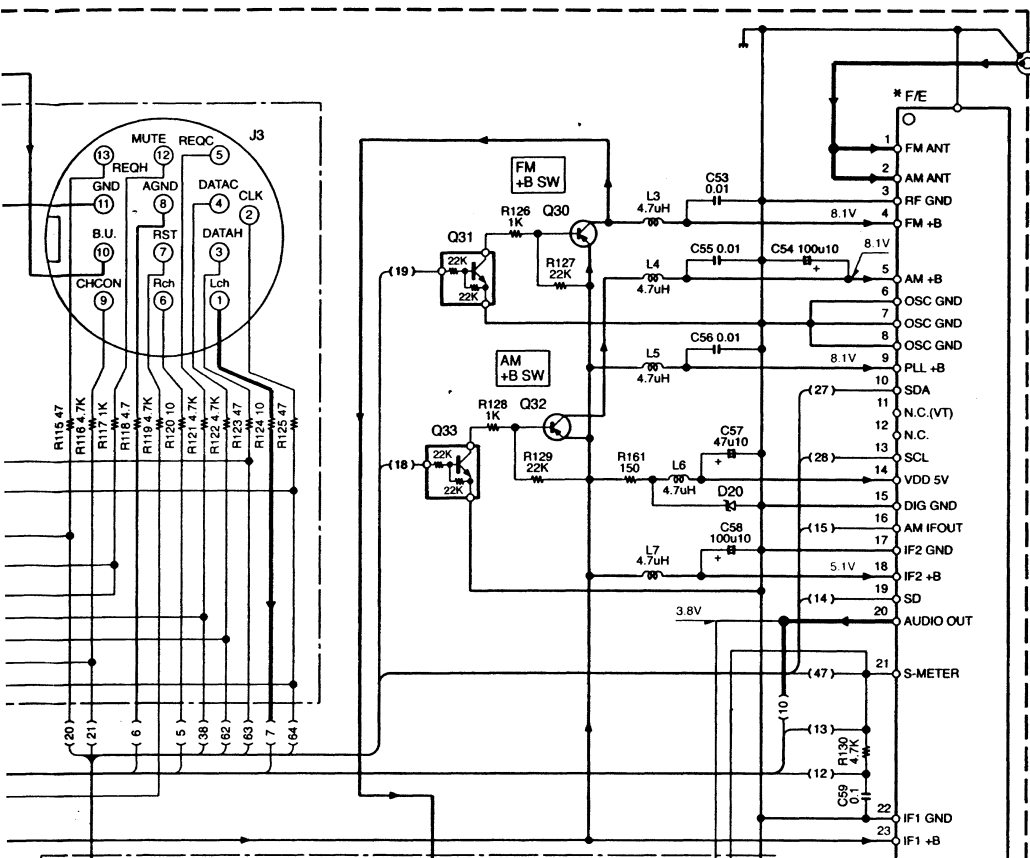 * F/E
MUTE
REQC
J3
13
12
5
REQH
GND
AGND
DATAC
CLK
11
8
4
2
B.U.
RST
DATAH
10
7
3
CHCON
Rch
Lch
9
6
1
R115 47
R116 4.7K
R117 1K
R118 4.7
R119 4.7K
R120 10
R121 4.7K
R122 4.7K
R123 47
R124 10
R125 47
(20)
(21)
(6)
(5)
(38)
(62)
(63)
(7)
(64)
FM
+B SW
R126
1K
Q30
Q31
22K
22K
(19)
R127
22K
AM
+B SW
R128
1K
Q32
Q33
22K
22K
(18)
R129
22K
L3
4.7uH
C53
0.01
8.1V
L4
4.7uH
C55 0.01
C54 100u10
+
8.1V
L5
4.7uH
C56 0.01
8.1V
R161
150
L6
4.7uH
C57
47u10
+
D20
C58
100u10
+
L7
4.7uH
5.1V
3.8V
(27)
(28)
(15)
(14)
(47)
(10)
(13)
(12)
R130
4.7K
C59
0.1
1 FM ANT
2 AM ANT
3 RF GND
4 FM +B
5 AM +B
6 OSC GND
7 OSC GND
8 OSC GND
9 PLL +B
10 SDA
11 N.C.(VT)
12 N.C.
13 SCL
14 VDD 5V
15 DIG GND
16 AM IFOUT
17 IF2 GND
18 IF2 +B
19 SD
20 AUDIO OUT
21 S-METER
22 IF1 GND
23 IF1 +B